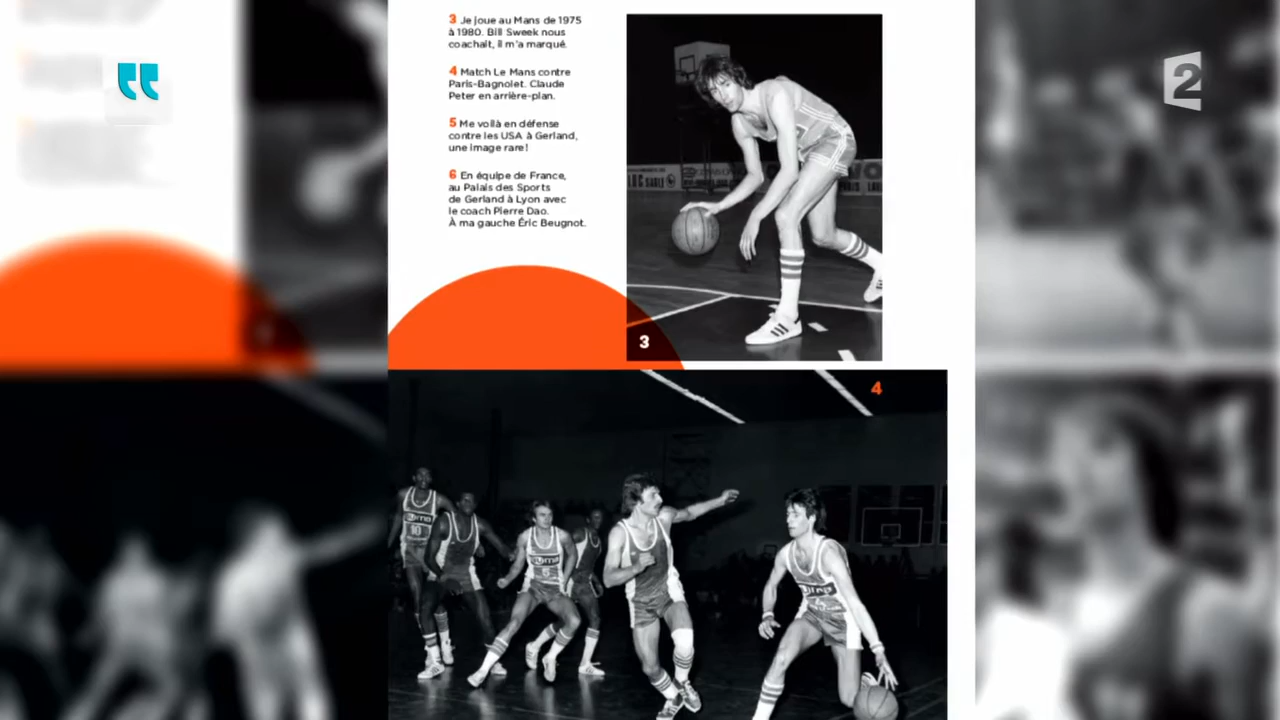 3 Je joue au Mans de 1975
à 1980. Bill Sweek nous
coachait, il m'a marqué.
4 Match Le Mans contre
Paris-Bagnolet. Claude
Peter en arrière-plan.
5 Me voilà en défense
contre les USA à Gerland,
une image rare !
6 En équipe de France,
au Palais des Sports
de Gerland à Lyon avec
le coach Pierre Dao.
À ma gauche Éric Beugnot.
2
3
4
10